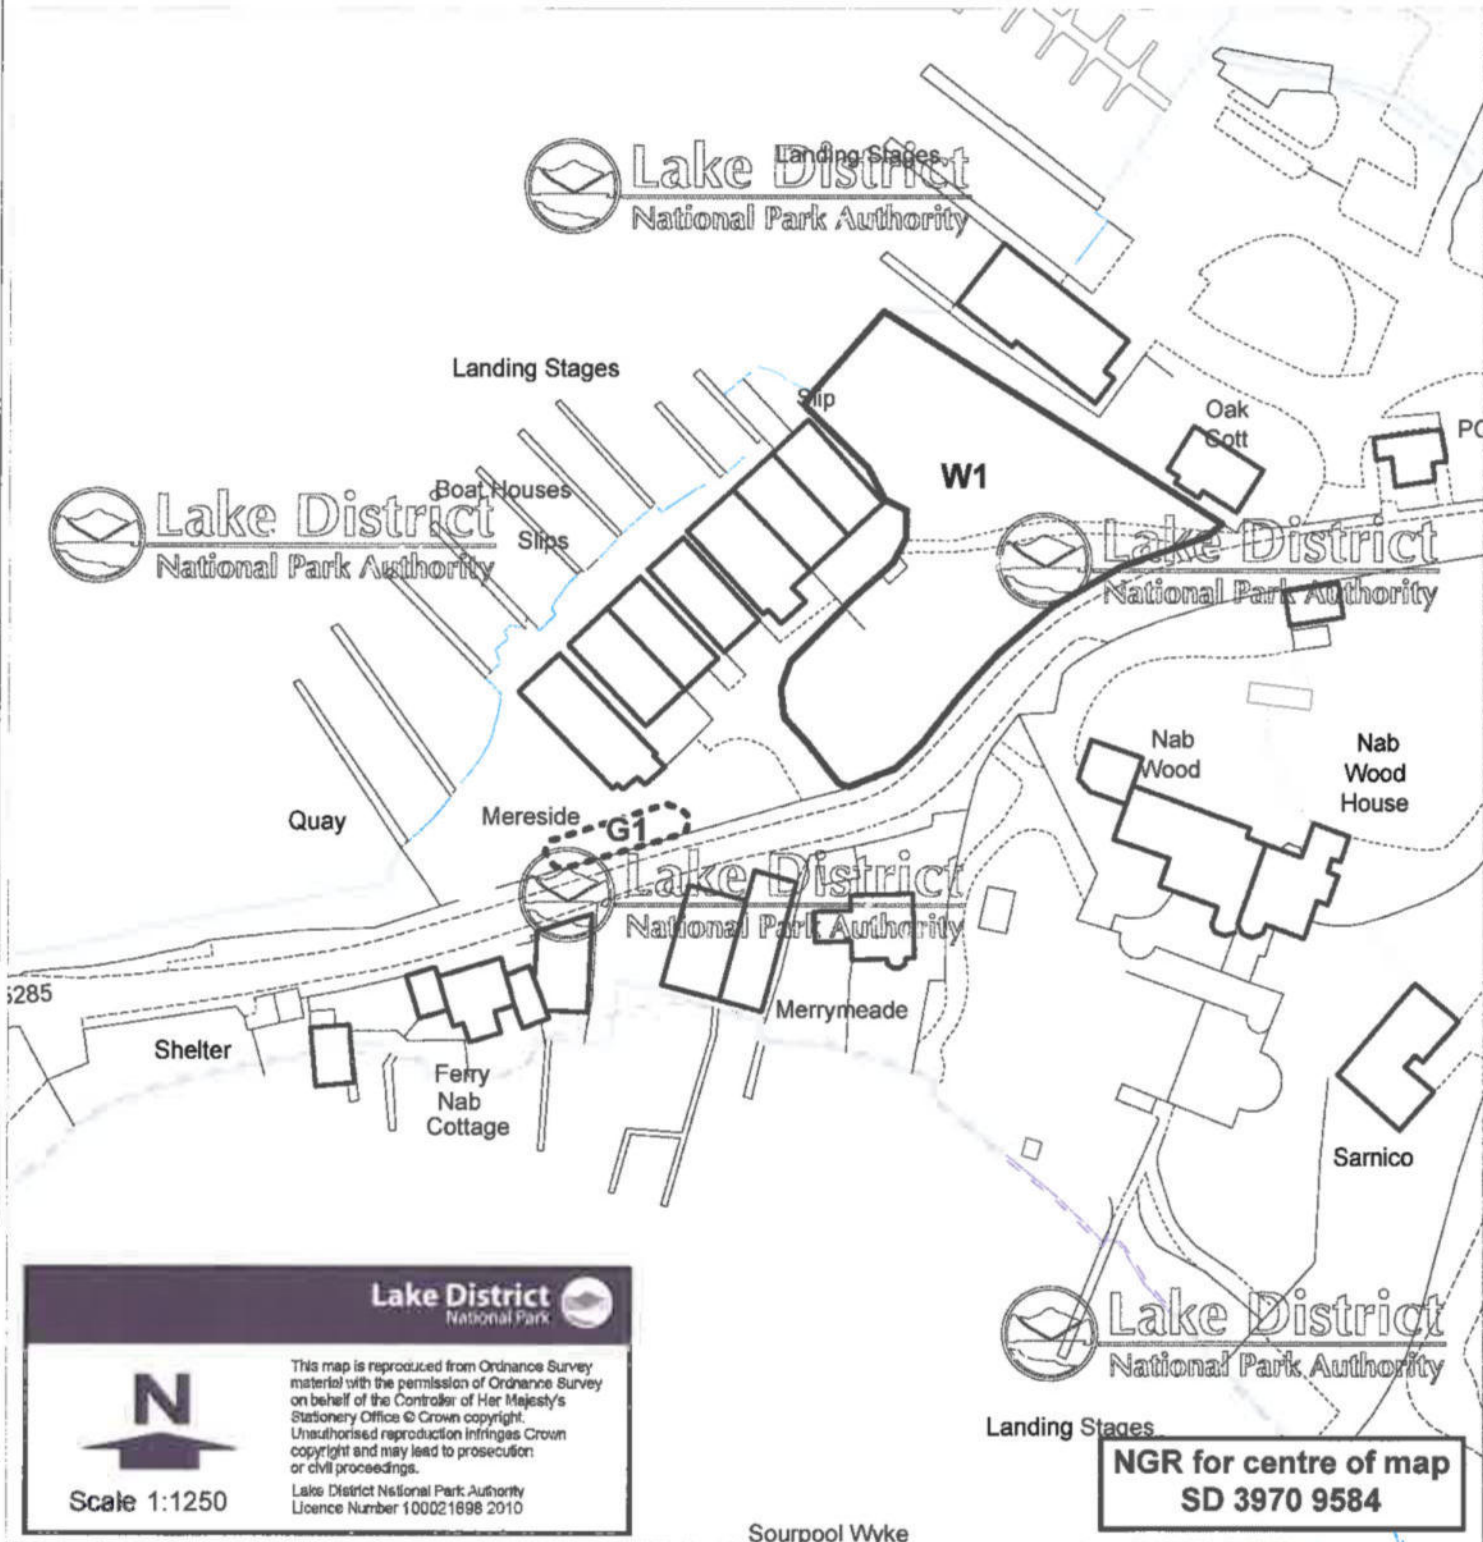 Lake District
National Park Authority
Landing Stages
Landing Stages
Slip
Oak
Cott
W1
Boat Houses
Slips
Lake District
National Park Authority
Lake District
National Park Authority
Nab
Wood
Nab
Wood
House
Quay
Mereside
G1
Lake District
National Park Authority
Merrymeade
Shelter
Ferry
Nab
Cottage
Sarnico
Lake District
National Park
N
Scale 1:1250
This map is reproduced from Ordnance Survey
material with the permission of Ordnance Survey
on behalf of the Controller of Her Majesty's
Stationery Office © Crown copyright.
Unauthorised reproduction infringes Crown
copyright and may lead to prosecution
or civil proceedings.
Lake District National Park Authority
Licence Number 100021698 2010
Lake District
National Park Authority
Landing Stages
NGR for centre of map
SD 3970 9584
Sourpool Wyke